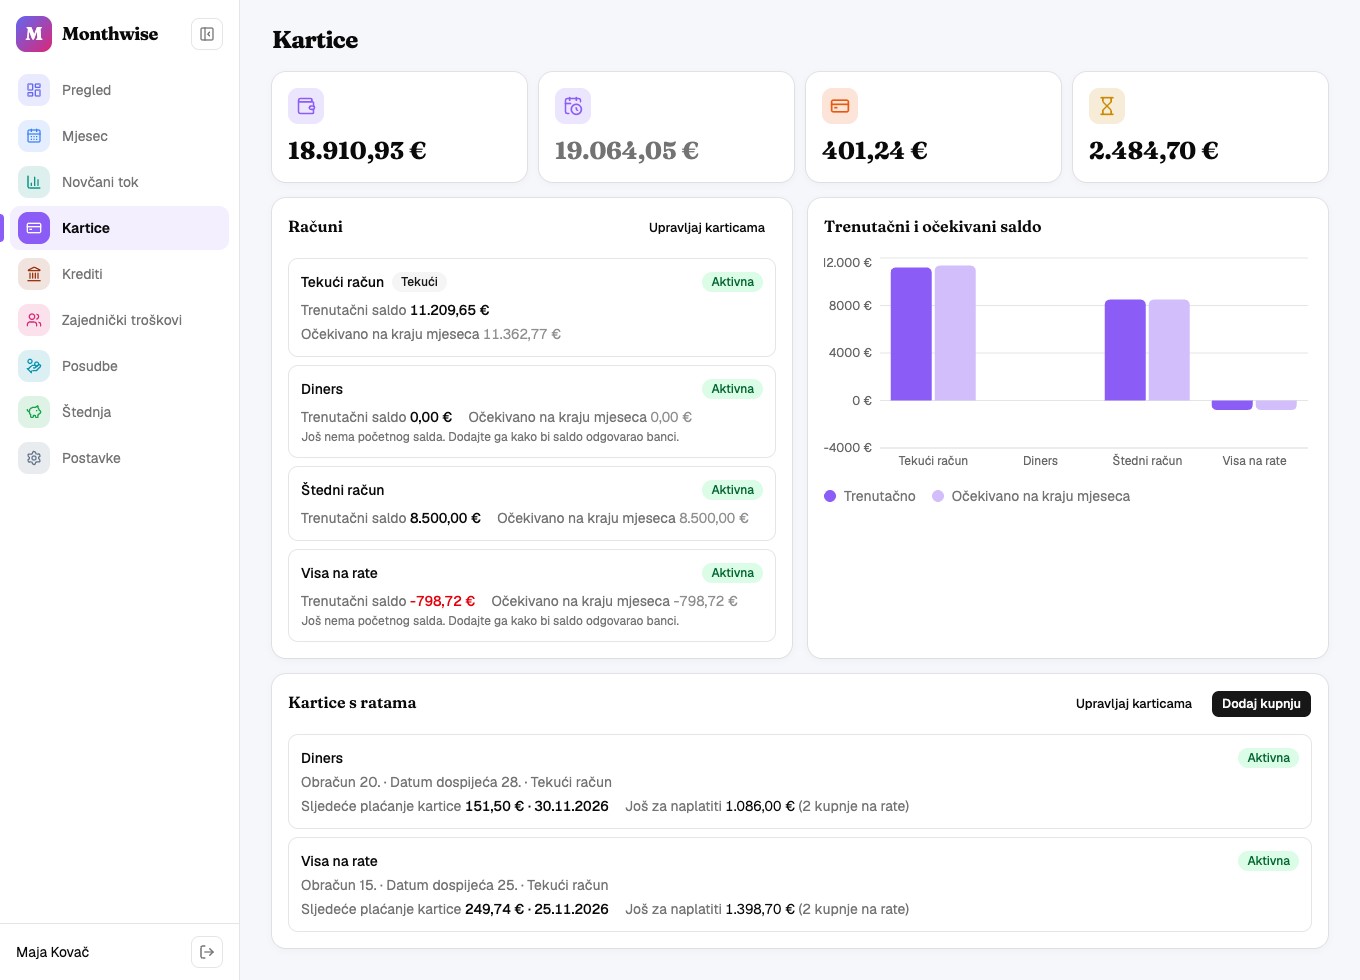 M Monthwise
Pregled
Mjesec
Novčani tok
Kartice
Krediti
Zajednički troškovi
Posudbe
Štednja
Postavke
Maja Kovač
Kartice
18.910,93 €
19.064,05 €
401,24 €
2.484,70 €
Računi
Upravljaj karticama
Tekući račun Tekući Aktivna
Trenutačni saldo 11.209,65 €
Očekivano na kraju mjeseca 11.362,77 €
Diners Aktivna
Trenutačni saldo 0,00 € Očekivano na kraju mjeseca 0,00 €
Još nema početnog salda. Dodajte ga kako bi saldo odgovarao banci.
Štedni račun Aktivna
Trenutačni saldo 8.500,00 € Očekivano na kraju mjeseca 8.500,00 €
Visa na rate Aktivna
Trenutačni saldo -798,72 € Očekivano na kraju mjeseca -798,72 €
Još nema početnog salda. Dodajte ga kako bi saldo odgovarao banci.
Trenutačni i očekivani saldo
12.000 €
8000 €
4000 €
0 €
-4000 €
Tekući račun Diners Štedni račun Visa na rate
Trenutačno Očekivano na kraju mjeseca
Kartice s ratama
Upravljaj karticama Dodaj kupnju
Diners Aktivna
Obračun 20. · Datum dospijeća 28. · Tekući račun
Sljedeće plaćanje kartice 151,50 € · 30.11.2026 Još za naplatiti 1.086,00 € (2 kupnje na rate)
Visa na rate Aktivna
Obračun 15. · Datum dospijeća 25. · Tekući račun
Sljedeće plaćanje kartice 249,74 € · 25.11.2026 Još za naplatiti 1.398,70 € (2 kupnje na rate)